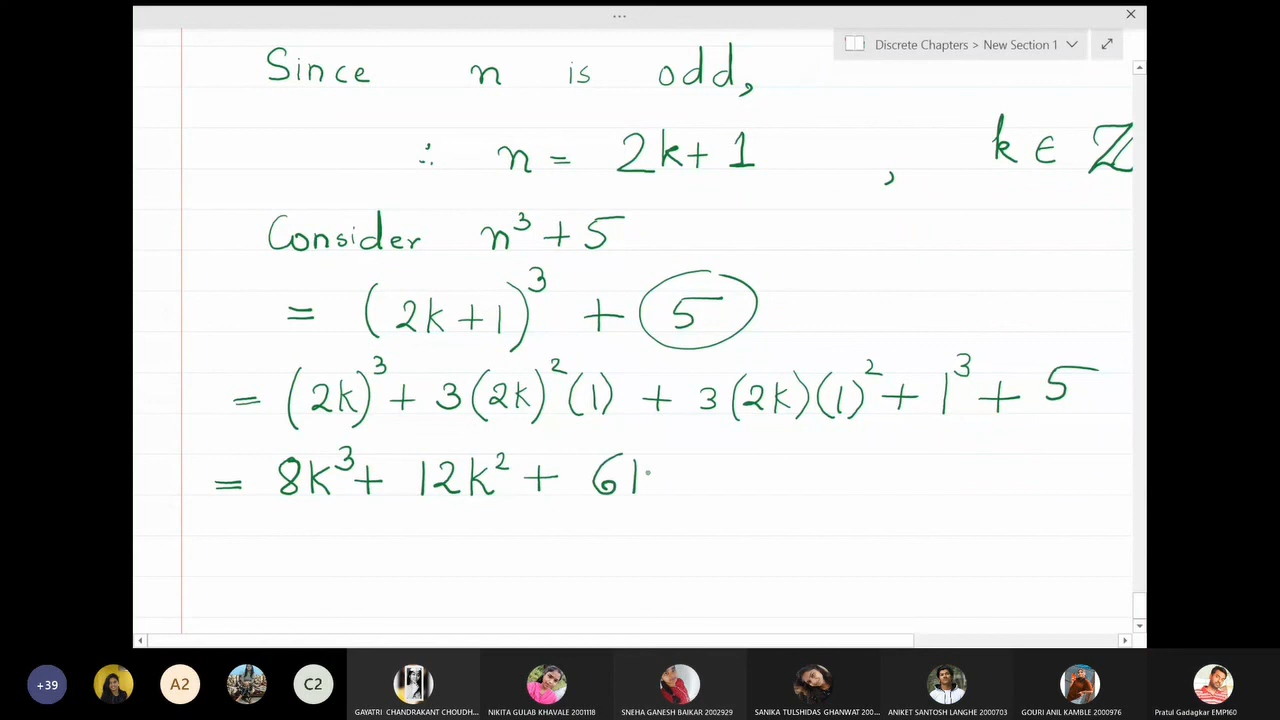 Discrete Chapters > New Section 1
Since n is odd,
∴ n = 2k+1 , k ∈ ℤ
Consider n³ + 5
= (2k+1)³ + 5
= (2k)³ + 3(2k)²(1) + 3(2k)(1)² + 1³ + 5
= 8k³ + 12k² + 6l
+39 A2 C2
GAYATRI CHANDRAKANT CHOUDH... NIKITA GULAB KHAVALE 2001118 SNEHA GANESH BAIKAR 2002929 SANIKA TULSHIDAS GHANWAT 200... ANIKET SANTOSH LANGHE 2000703 GOURI ANIL KAMBLE 2000976 Pratul Gadagkar EMP160